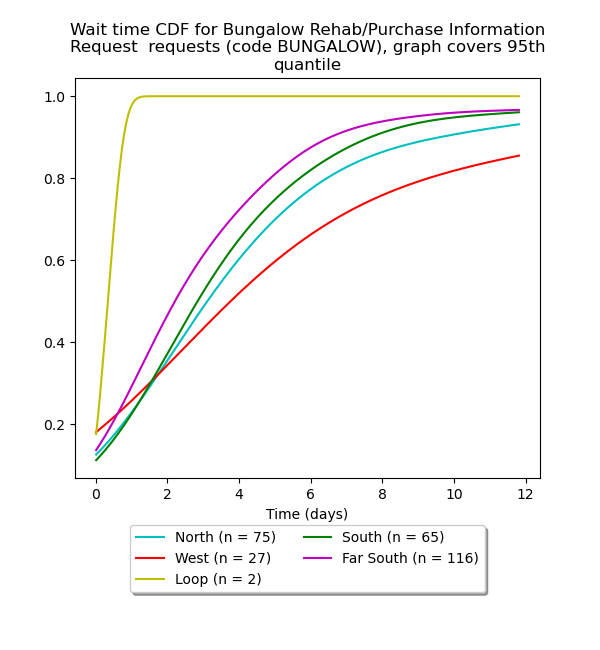 Wait time CDF for Bungalow Rehab/Purchase Information
Request  requests (code BUNGALOW), graph covers 95th
quantile
1.0
0.8
0.6
0.4
0.2
0 2 4 6 8 10 12
Time (days)
North (n = 75)
West (n = 27)
Loop (n = 2)
South (n = 65)
Far South (n = 116)